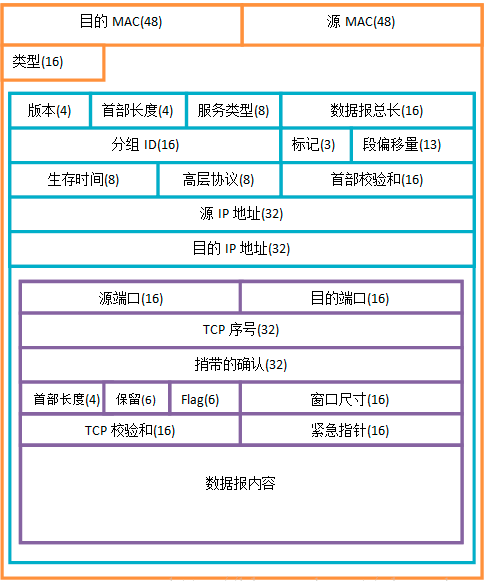 目的 MAC(48) 源 MAC(48)
类型(16)
版本(4) 首部长度(4) 服务类型(8) 数据报总长(16)
分组 ID(16) 标记(3) 段偏移量(13)
生存时间(8) 高层协议(8) 首部校验和(16)
源 IP 地址(32)
目的 IP 地址(32)
源端口(16) 目的端口(16)
TCP 序号(32)
捎带的确认(32)
首部长度(4) 保留(6) Flag(6) 窗口尺寸(16)
TCP 校验和(16) 紧急指针(16)
数据报内容